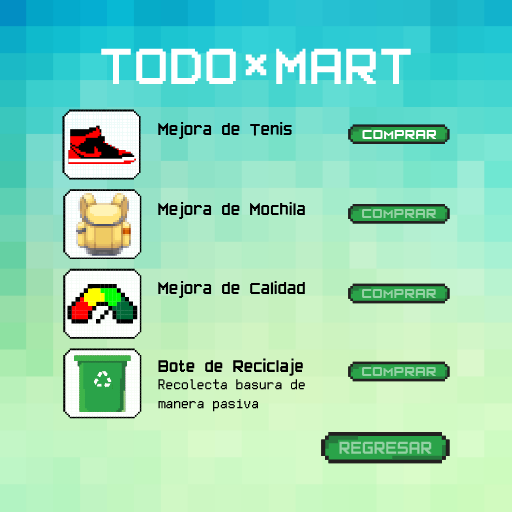 TODO×MART
Mejora de Tenis
COMPRAR
Mejora de Mochila
COMPRAR
Mejora de Calidad
COMPRAR
Bote de Reciclaje
Recolecta basura de
manera pasiva
COMPRAR
REGRESAR